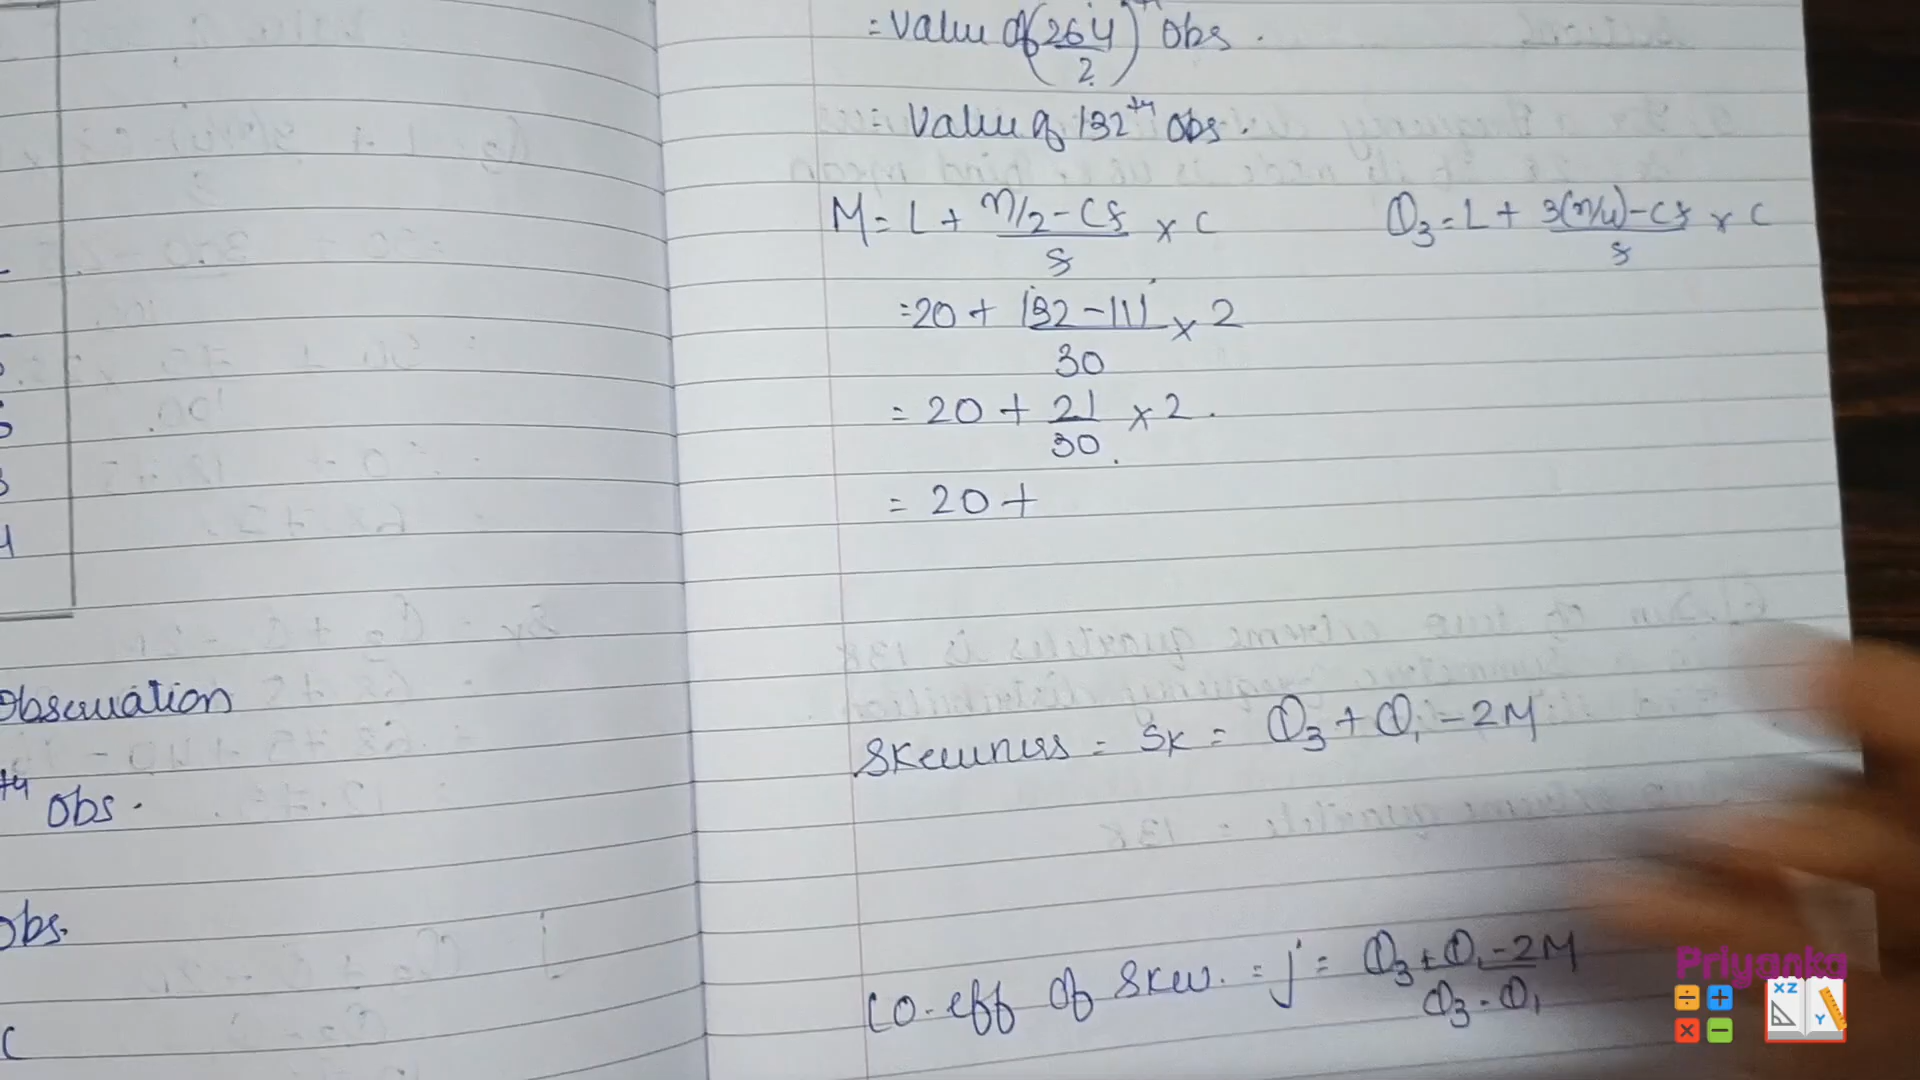 Observation
th obs.
obs.
C
= Value of (264/2)th obs.
= Value of 132th obs.
M = L + n/2 - cf / f × C
= 20 + 132 - 111 / 30 × 2
= 20 + 21/30 × 2.
= 20 +
Q3 = L + 3(n/4) - cf / f × C
Skewness = Sk = Q3 + Q1 - 2M
Co-eff of Skew. = j = Q3 + Q1 - 2M / Q3 - Q1
Priyanka
XZ
Y